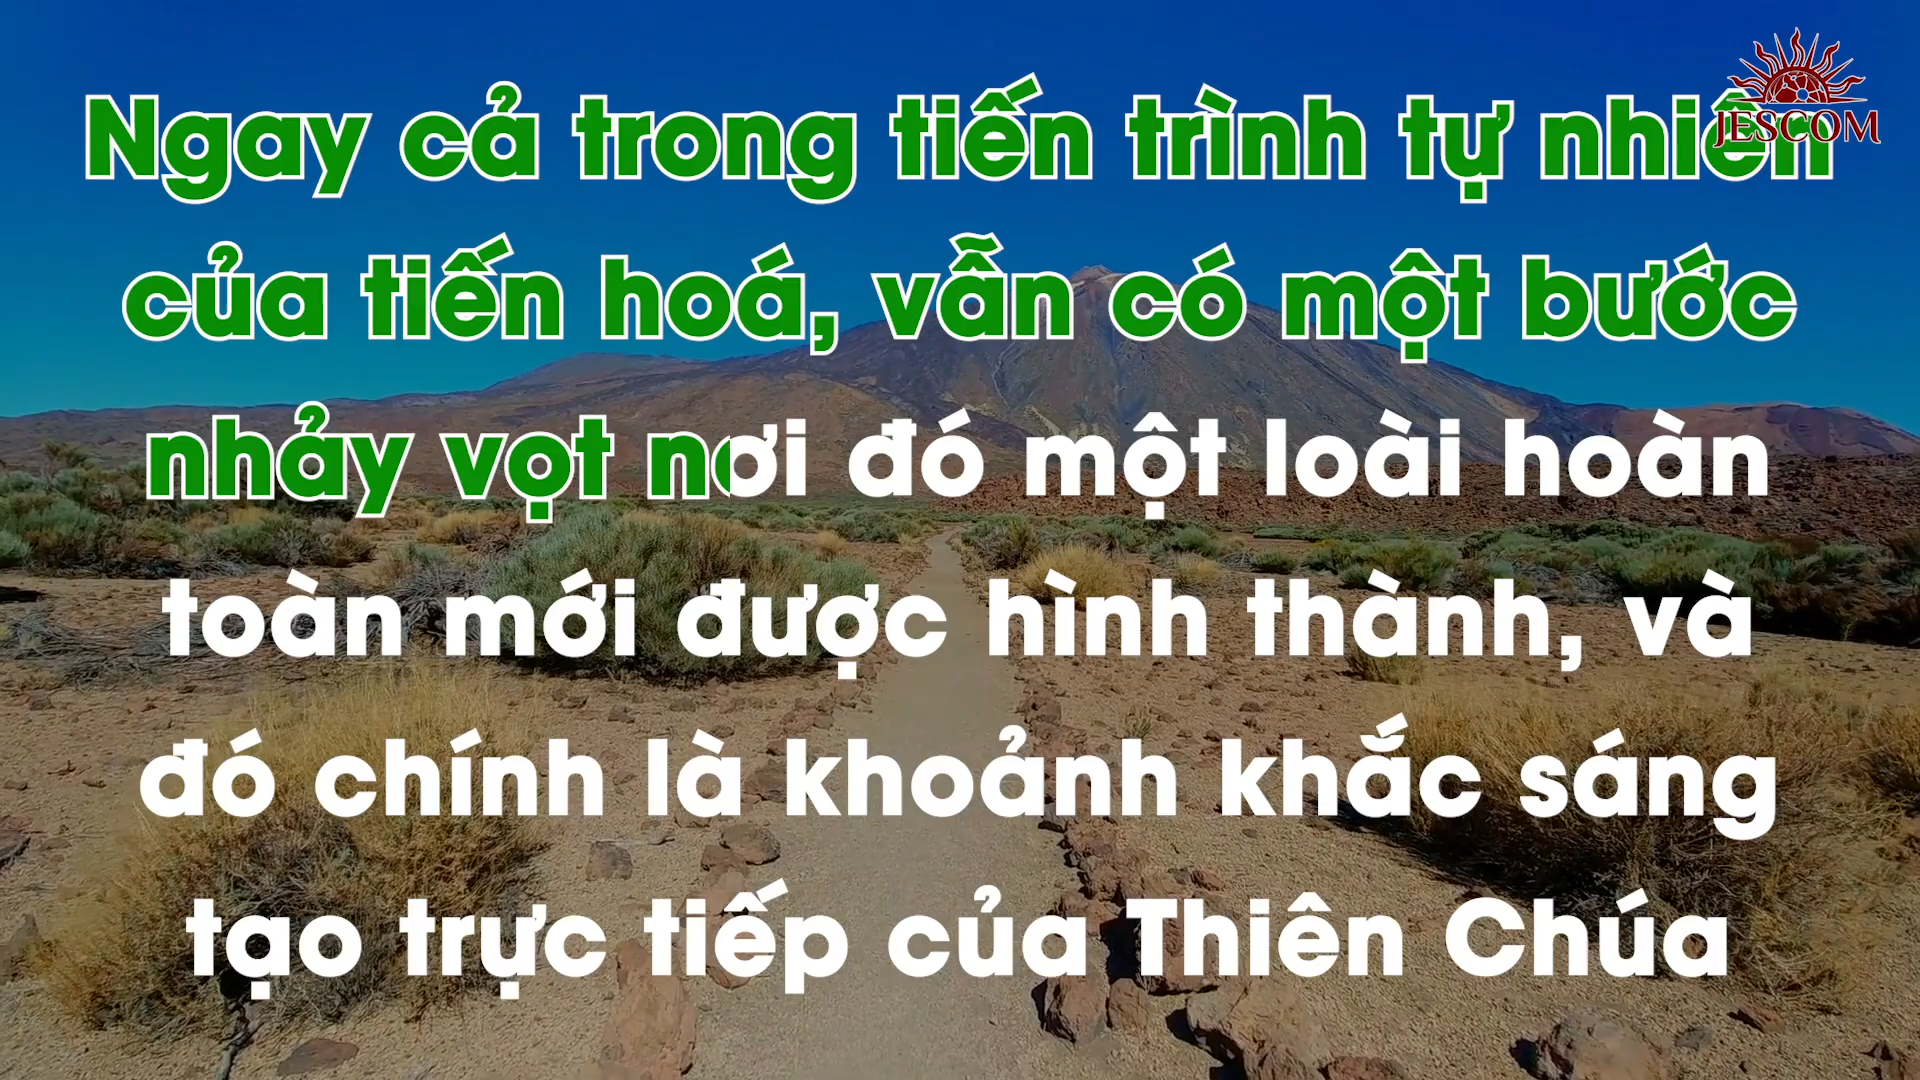 JESCOM
Ngay cả trong tiến trình tự nhiên
của tiến hoá, vẫn có một bước
nhảy vọt nơi đó một loài hoàn
toàn mới được hình thành, và
đó chính là khoảnh khắc sáng
tạo trực tiếp của Thiên Chúa